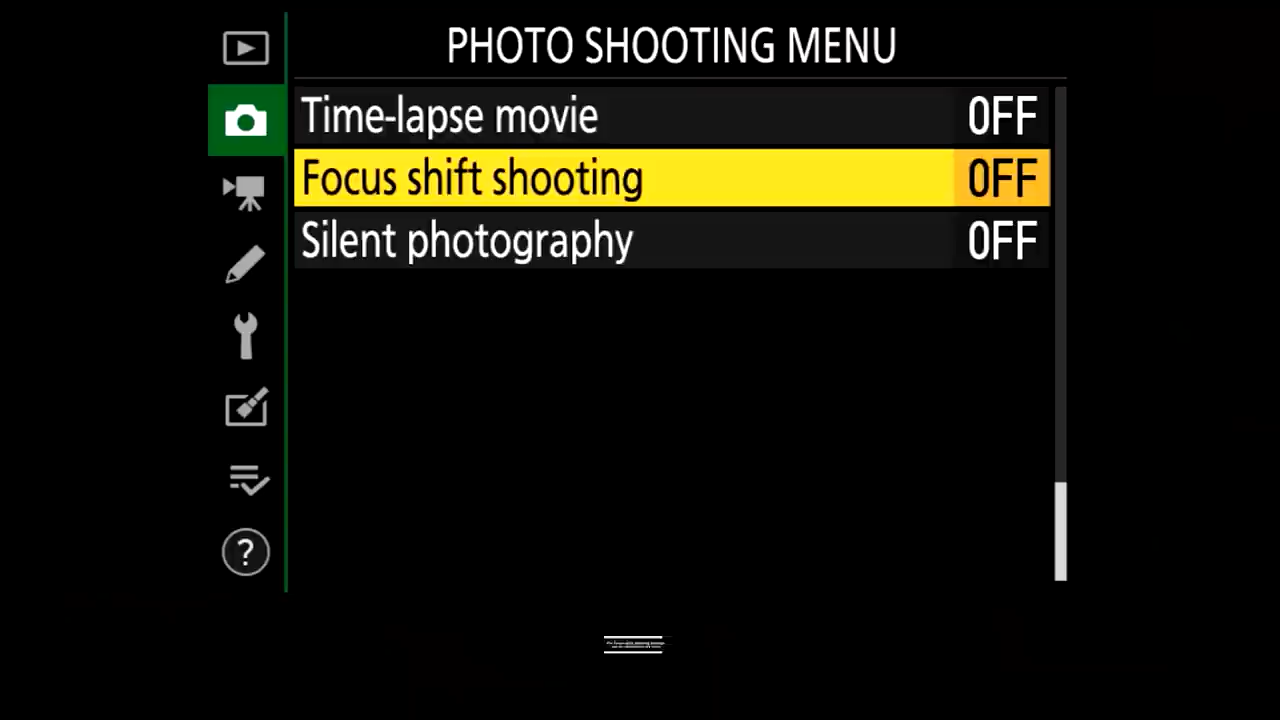 PHOTO SHOOTING MENU
Time-lapse movie OFF
Focus shift shooting OFF
Silent photography OFF
?